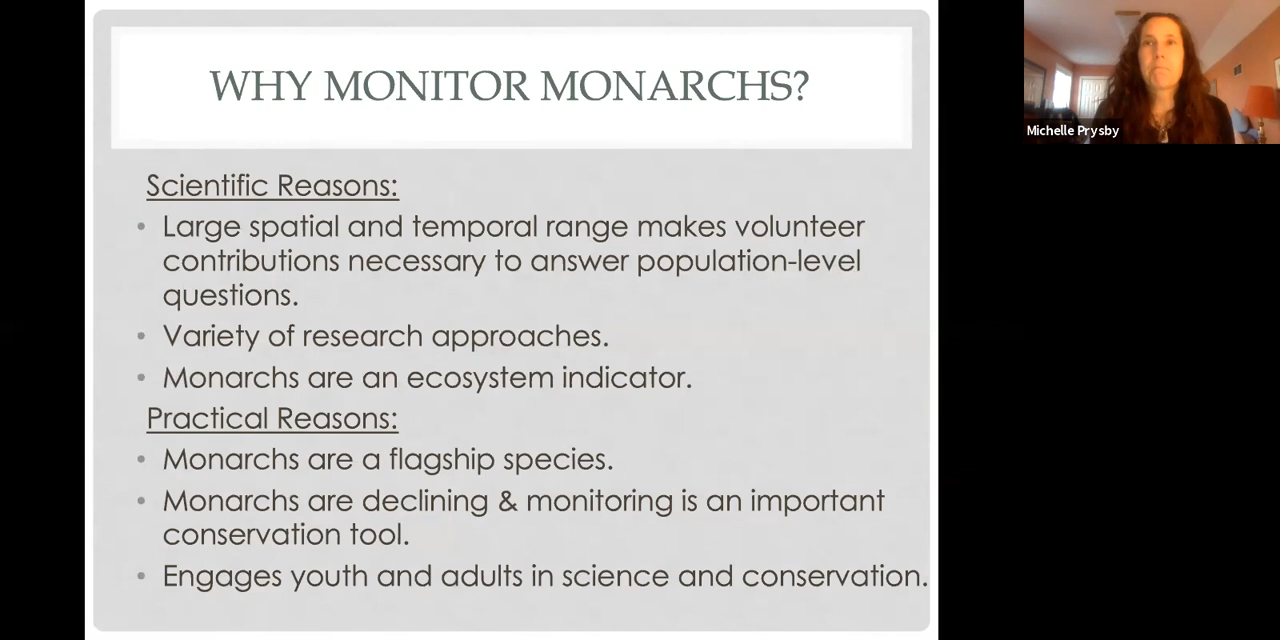 WHY MONITOR MONARCHS?
Michelle Prysby
Scientific Reasons:
• Large spatial and temporal range makes volunteer
contributions necessary to answer population-level
questions.
• Variety of research approaches.
• Monarchs are an ecosystem indicator.
Practical Reasons:
• Monarchs are a flagship species.
• Monarchs are declining & monitoring is an important
conservation tool.
• Engages youth and adults in science and conservation.